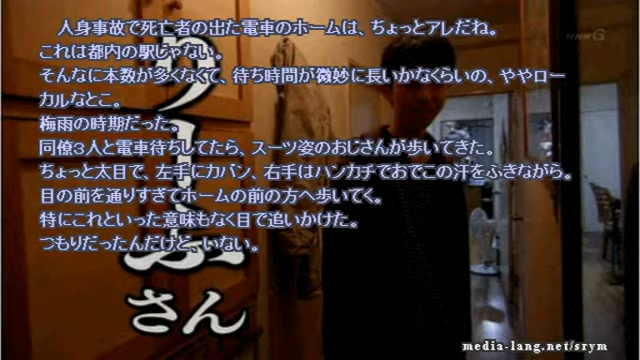 人身事故で死亡者の出た電車のホームは、ちょっとアレだね。
これは都内の駅じゃない。
そんなに本数が多くなくて、待ち時間が微妙に長いかなくらいの、ややロー
カルなとこ。
梅雨の時期だった。
同僚3人と電車待ちしてたら、スーツ姿のおじさんが歩いてきた。
ちょっと太目で、左手にカバン、右手はハンカチでおでこの汗をふきながら。
目の前を通りすぎてホームの前の方へ歩いてく。
特にこれといった意味もなく目で追いかけた。
つもりだったんだけど、いない。
さん
NHK G
media-lang.net/srym